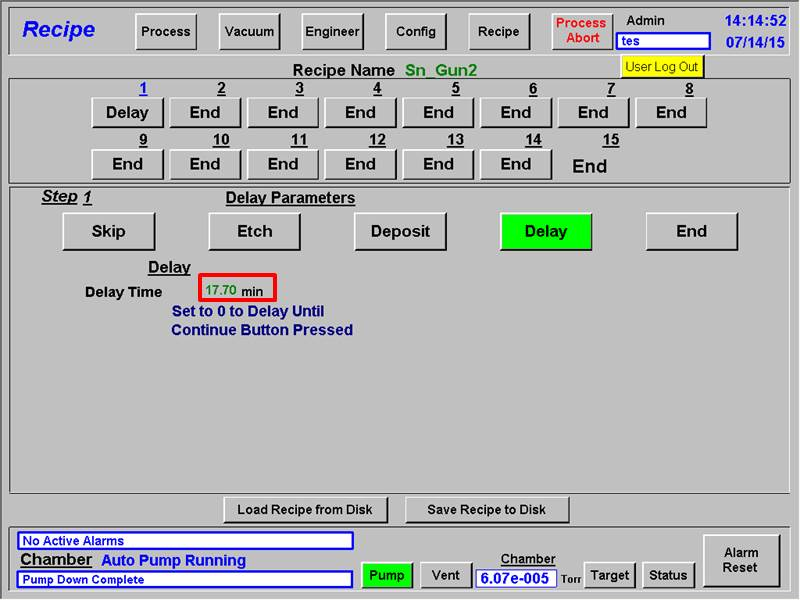 Recipe
Process
Vacuum
Engineer
Config
Recipe
Process
Abort
Admin
tes
14:14:52
07/14/15
User Log Out
Recipe Name Sn_Gun2
1 2 3 4 5 6 7 8
Delay End End End End End End End
9 10 11 12 13 14 15
End End End End End End End
Step 1
Delay Parameters
Skip Etch Deposit Delay End
Delay
Delay Time 17.70 min
Set to 0 to Delay Until
Continue Button Pressed
Load Recipe from Disk
Save Recipe to Disk
No Active Alarms
Chamber Auto Pump Running
Pump Down Complete
Pump
Vent
Chamber
6.07e-005 Torr
Target
Status
Alarm
Reset